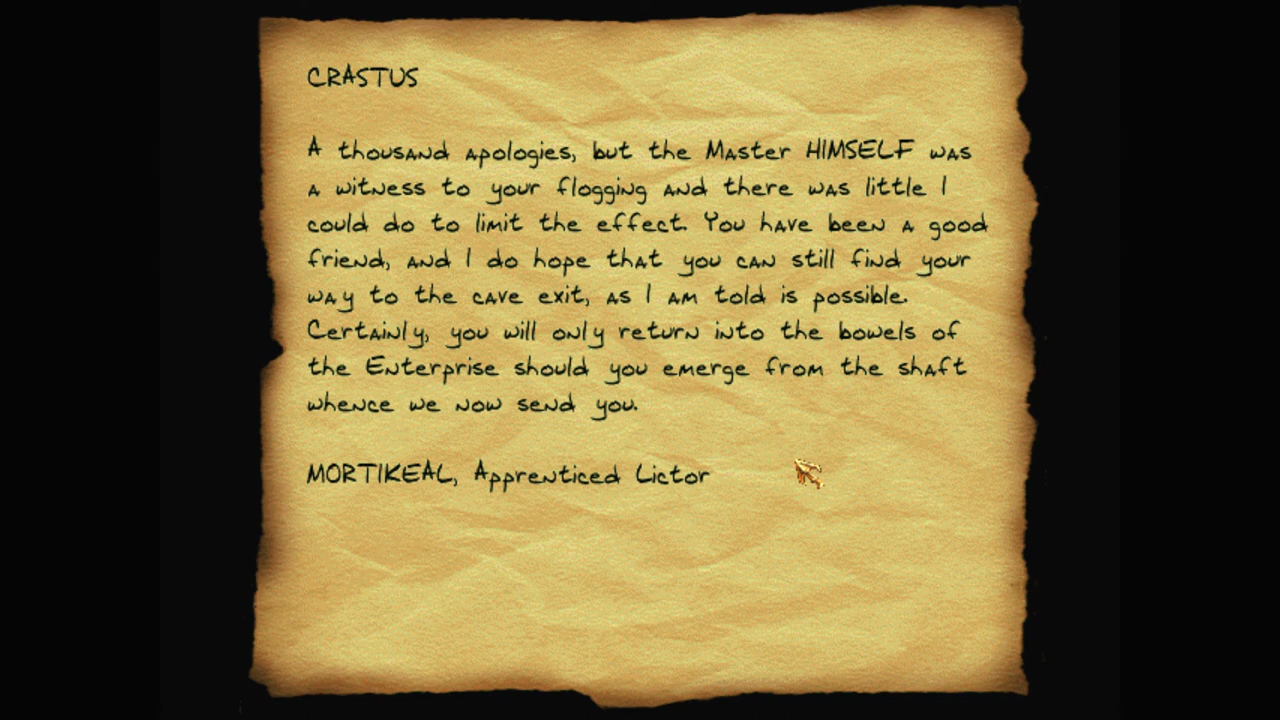 CRASTUS
A thousand apologies, but the Master HIMSELF was
a witness to your flogging and there was little I
could do to limit the effect. You have been a good
friend, and I do hope that you can still find your
way to the cave exit, as I am told is possible.
Certainly, you will only return into the bowels of
the Enterprise should you emerge from the shaft
whence we now send you.
MORTIKEAL, Apprenticed Lictor